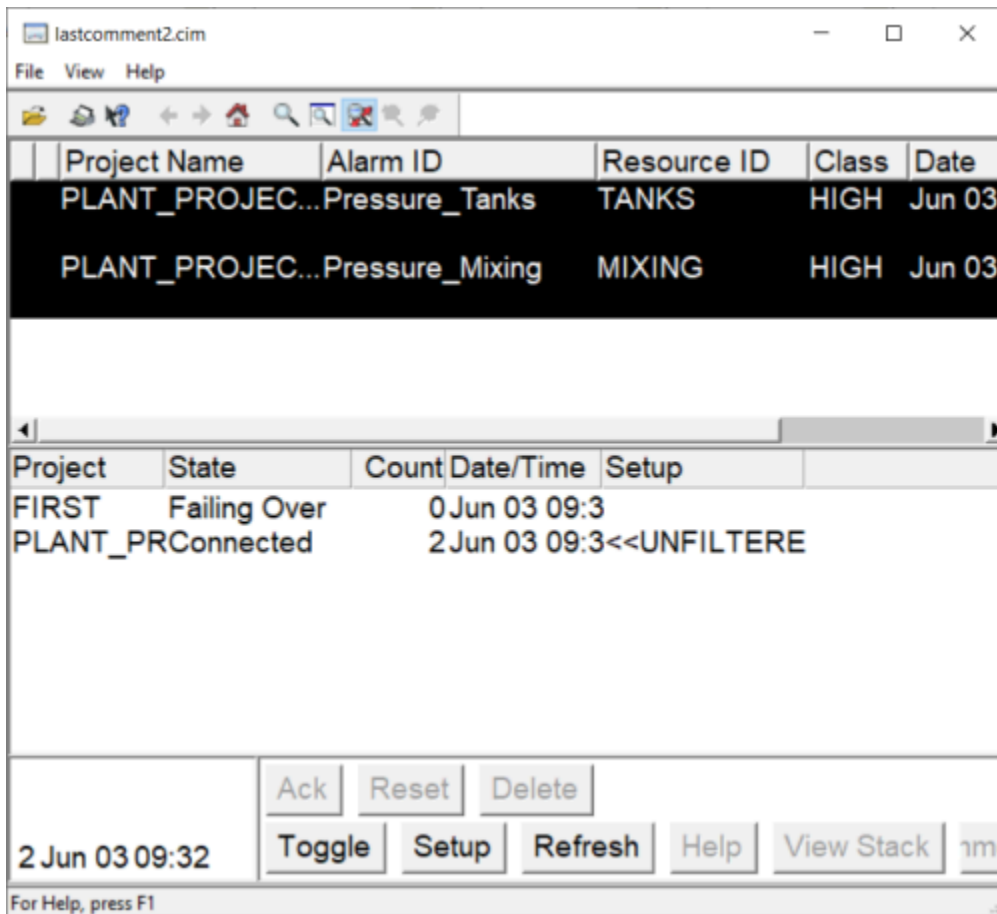 lastcomment2.cim
File View Help
Project Name Alarm ID Resource ID Class Date
PLANT_PROJEC... Pressure_Tanks TANKS HIGH Jun 03
PLANT_PROJEC... Pressure_Mixing MIXING HIGH Jun 03
Project State Count Date/Time Setup
FIRST Failing Over 0 Jun 03 09:3
PLANT_PR Connected 2 Jun 03 09:3 <<UNFILTERE
Ack Reset Delete
2 Jun 03 09:32 Toggle Setup Refresh Help View Stack
For Help, press F1